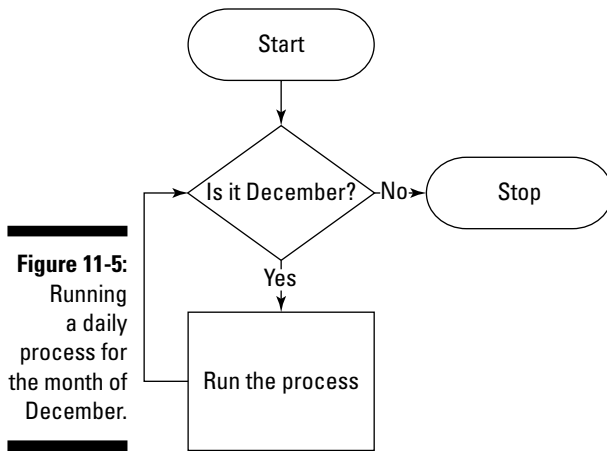 Start
Is it December?
No
Stop
Yes
Run the process
Figure 11-5:
Running
a daily
process for
the month of
December.